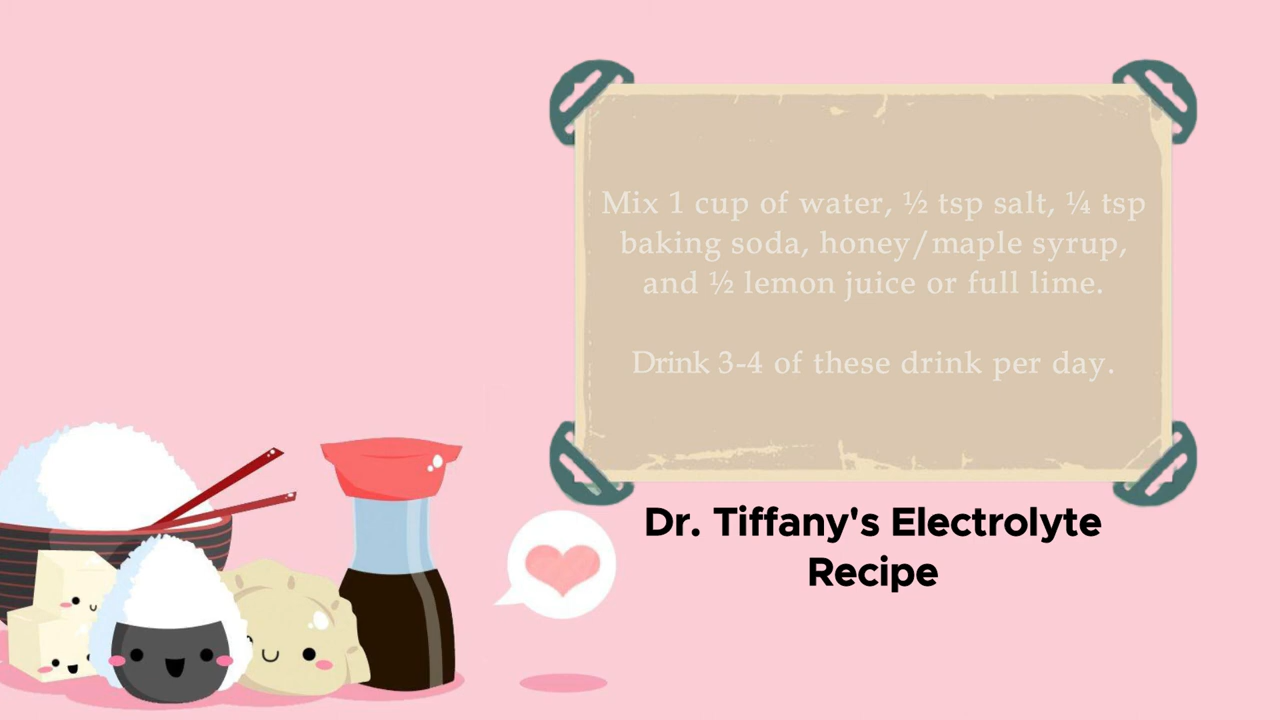 Mix 1 cup of water, ½ tsp salt, ¼ tsp
baking soda, honey/maple syrup,
and ½ lemon juice or full lime.
Drink 3-4 of these drink per day.
Dr. Tiffany's Electrolyte
Recipe